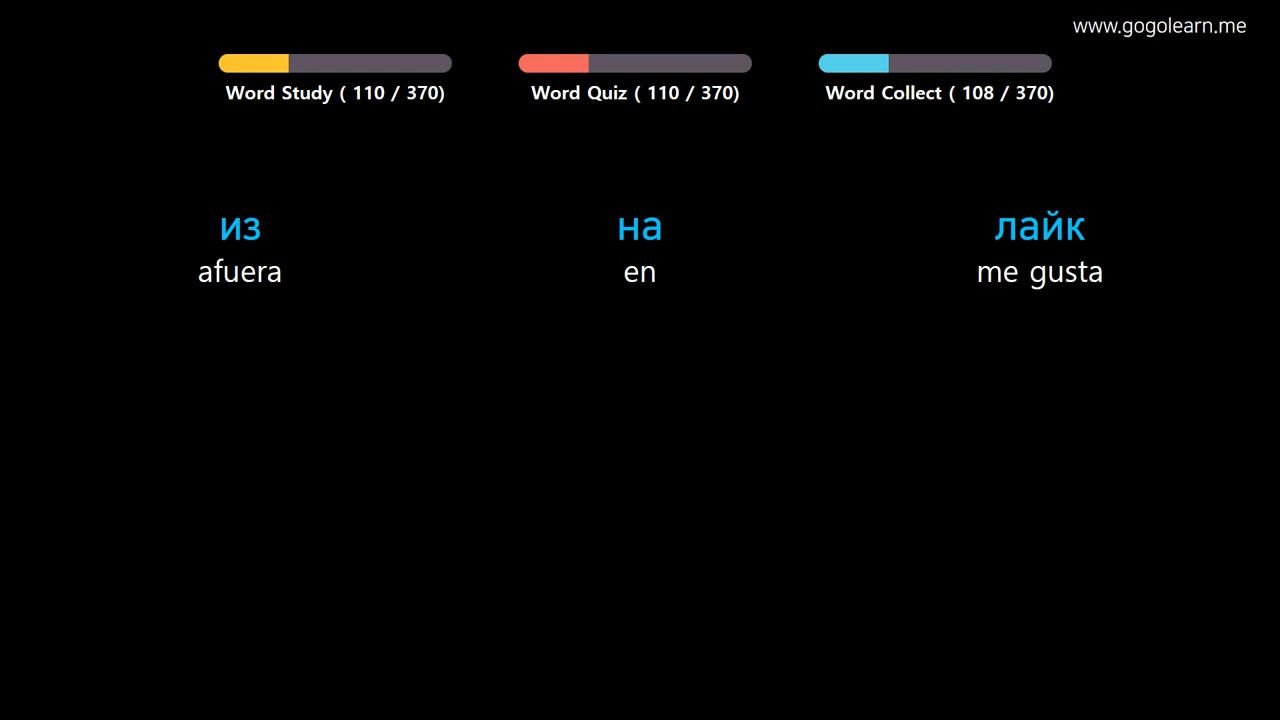 www.gogolearn.me
Word Study ( 110 / 370)
Word Quiz ( 110 / 370)
Word Collect ( 108 / 370)
из
afuera
на
en
лайк
me gusta